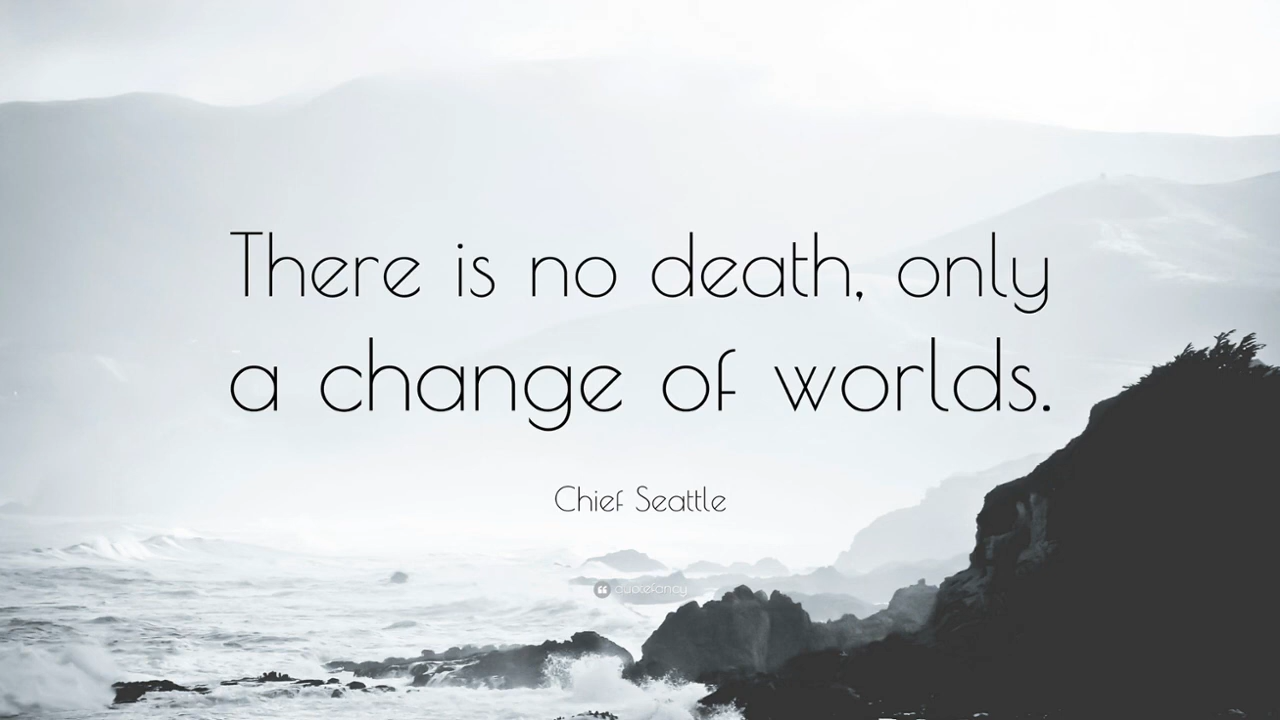 There is no death, only
a change of worlds.
Chief Seattle
quotefancy